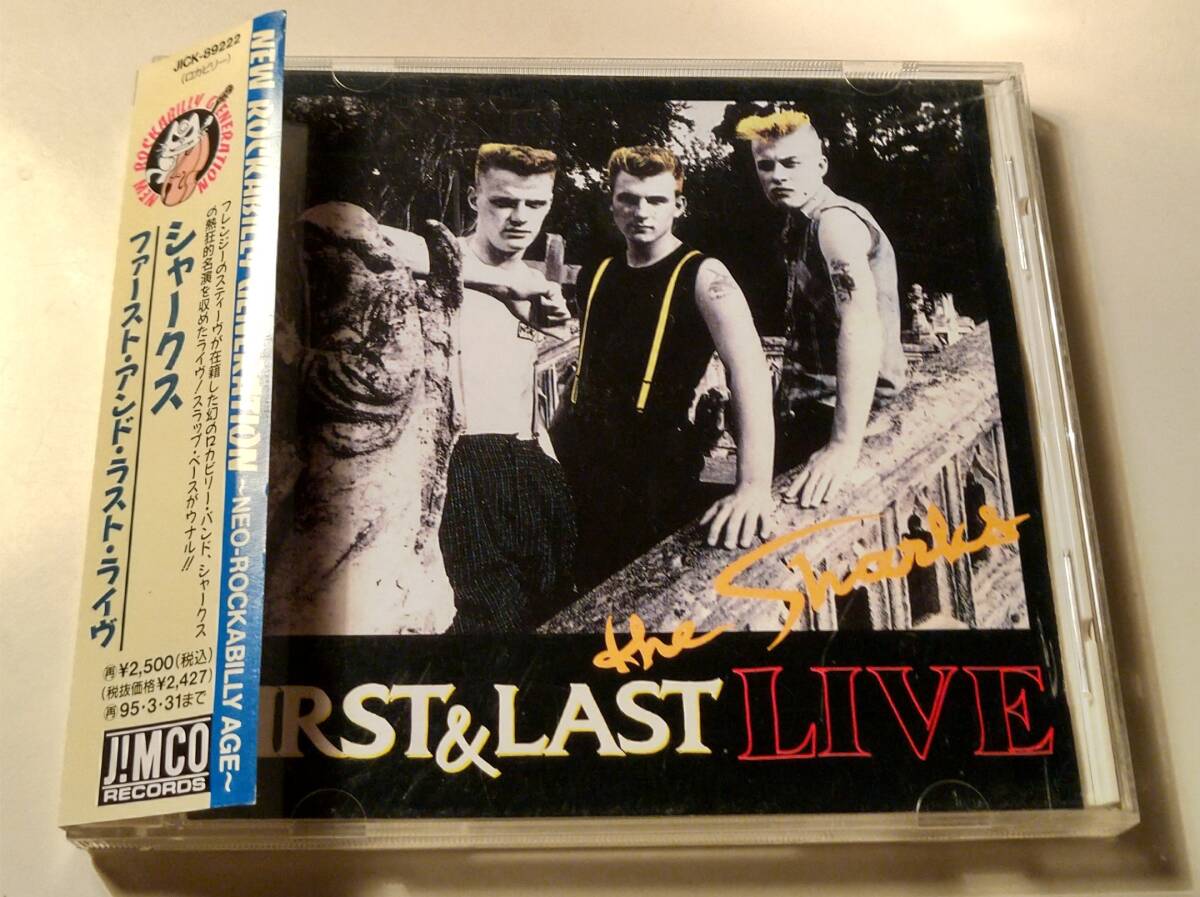 JICK-89222
(ロカビリー)
NEW ROCKABILLY GENERATION
シャークス
ファースト・アンド・ラスト・ライヴ
フレンジーのスティーヴが在籍した幻のロカビリー・バンド、シャークス
の熱狂的名演を収めたライヴ!スラップ・ベースがウナル!!
再¥2,500(税込)
(税抜価格¥2,427)
再95・3・31まで
J!MCO
RECORDS
NEW ROCKABILLY GENERATION
~NEO-ROCKABILLY AGE~
the Sharks
IRST&LAST LIVE